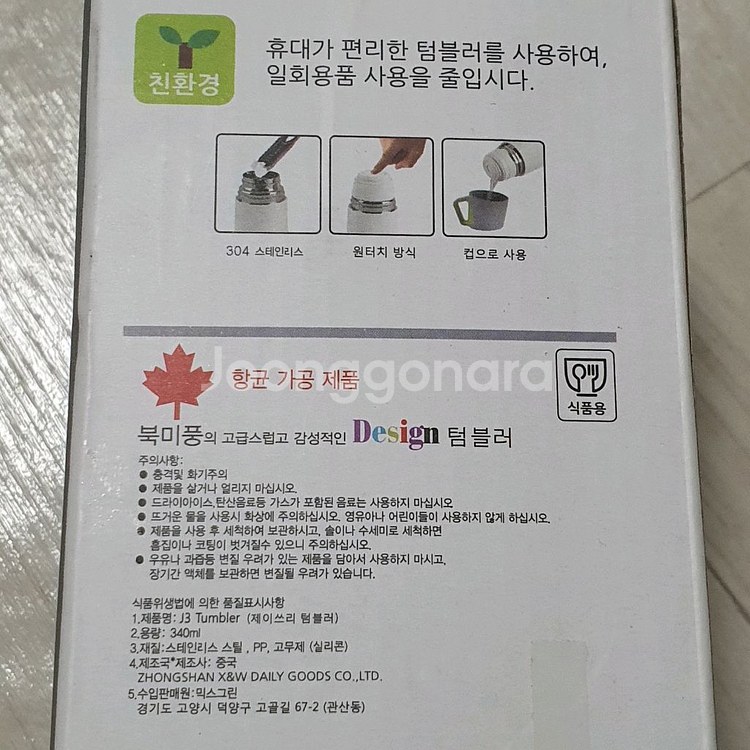 친환경
휴대가 편리한 텀블러를 사용하여,
일회용품 사용을 줄입시다.
304 스테인리스
원터치 방식
컵으로 사용
Joonggonara
항균 가공 제품
식품용
북미풍의 고급스럽고 감성적인 Design 텀블러
주의사항:
● 충격및 화기주의
● 제품을 삶거나 얼리지 마십시오.
● 드라이아이스,탄산음료등 가스가 포함된 음료는 사용하지 마십시오
● 뜨거운 물을 사용시 화상에 주의하십시오. 영유아나 어린이들이 사용하지 않게 하십시오.
● 제품을 사용 후 세척하여 보관하시고, 솔이나 수세미로 세척하면
흠집이나 코팅이 벗겨질수 있으니 주의하십시오.
● 우유나 과즙등 변질 우려가 있는 제품을 담아서 사용하지 마시고,
장기간 액체를 보관하면 변질될 우려가 있습니다.
식품위생법에 의한 품질표시사항
1.제품명: J3 Tumbler (제이쓰리 텀블러)
2.용량: 340ml
3.재질:스테인리스 스틸 , PP, 고무제 (실리콘)
4.제조국*제조사: 중국
ZHONGSHAN X&W DAILY GOODS CO.,LTD.
5.수입판매원:믹스그린
경기도 고양시 덕양구 고골길 67-2 (관산동)